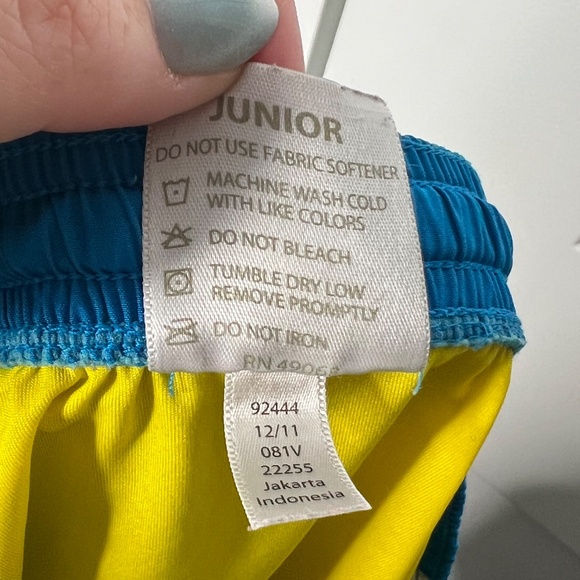 JUNIOR
DO NOT USE FABRIC SOFTENER
MACHINE WASH COLD
WITH LIKE COLORS
DO NOT BLEACH
TUMBLE DRY LOW
REMOVE PROMPTLY
DO NOT IRON
RN
92444
12/11
081V
22255
Jakarta
Indonesia